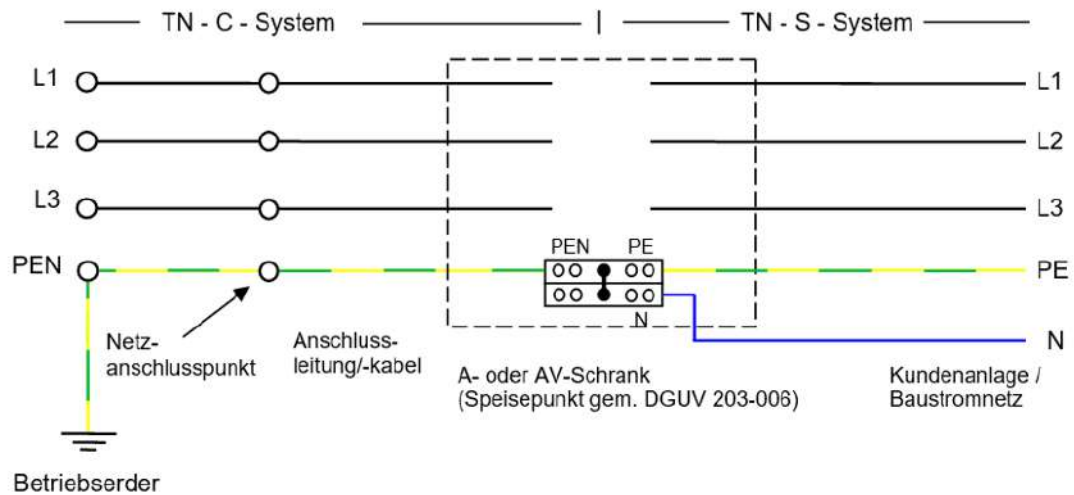 TN - C - System
TN - S - System
L1
L1
L2
L2
L3
L3
PEN
PEN
PE
PE
N
N
Netz-
anschlusspunkt
Anschluss-
leitung/-kabel
A- oder AV-Schrank
(Speisepunkt gem. DGUV 203-006)
Kundenanlage /
Baustromnetz
Betriebserder